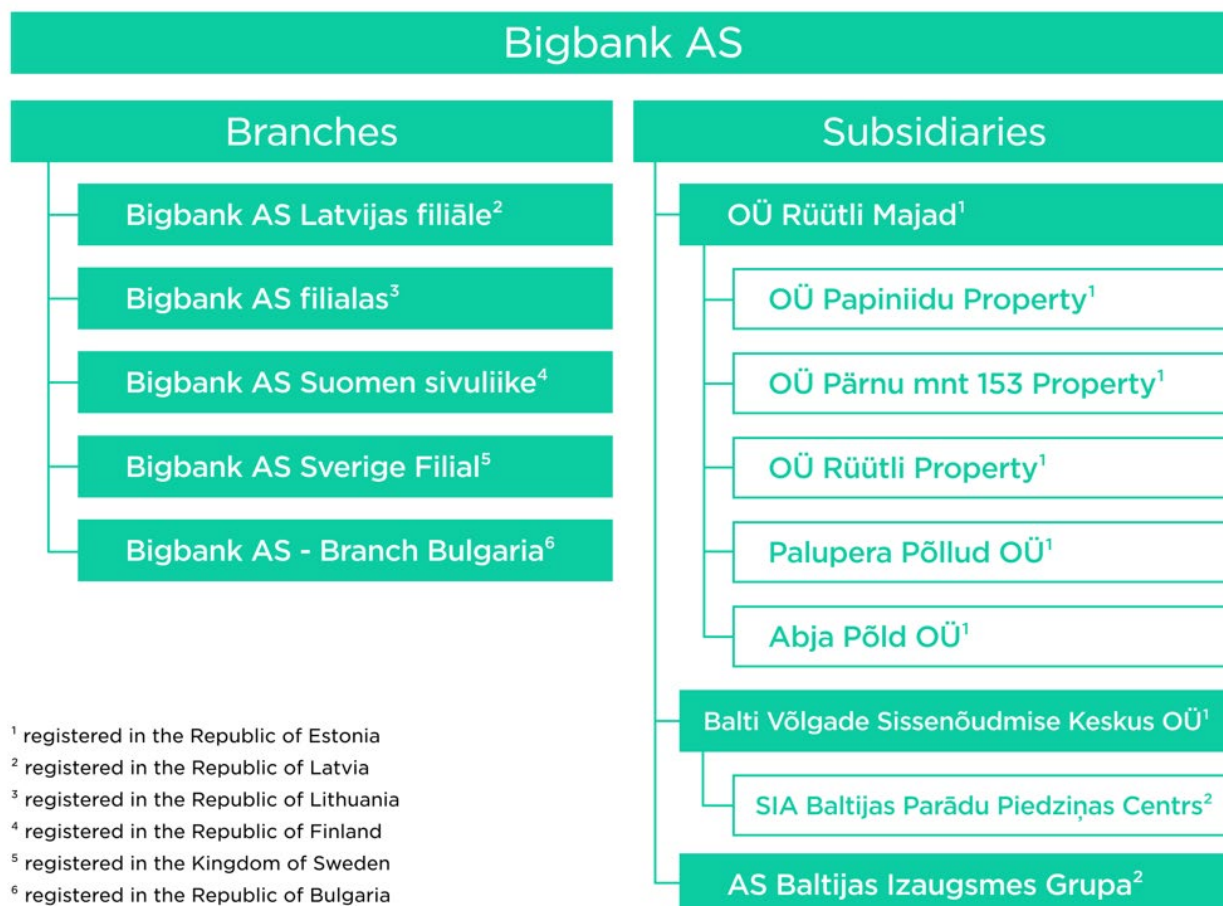 Bigbank AS
Branches
Bigbank AS Latvijas filiāle²
Bigbank AS filialas³
Bigbank AS Suomen sivuliike⁴
Bigbank AS Sverige Filial⁵
Bigbank AS - Branch Bulgaria⁶
Subsidiaries
OÜ Rüütli Majad¹
OÜ Papiniidu Property¹
OÜ Pärnu mnt 153 Property¹
OÜ Rüütli Property¹
Palupera Põllud OÜ¹
Abja Põld OÜ¹
Balti Võlgade Sissenõudmise Keskus OÜ¹
SIA Baltijas Parādu Piedziņas Centrs²
AS Baltijas Izaugsmes Grupa²
¹ registered in the Republic of Estonia
² registered in the Republic of Latvia
³ registered in the Republic of Lithuania
⁴ registered in the Republic of Finland
⁵ registered in the Kingdom of Sweden
⁶ registered in the Republic of Bulgaria